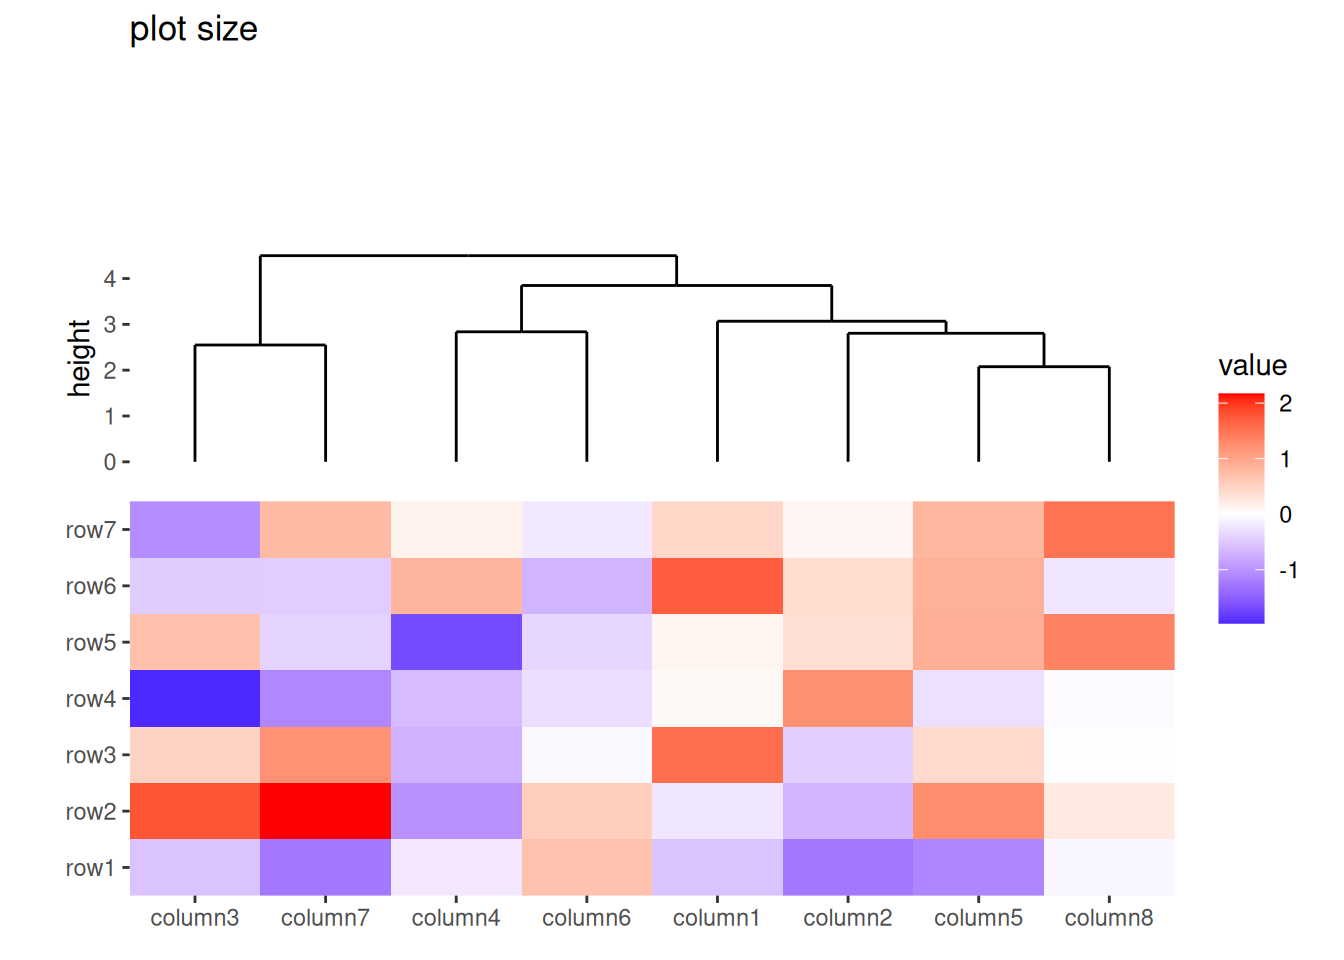 plot size
4
3
2
1
0
height
value
2
1
0
-1
row7
row6
row5
row4
row3
row2
row1
column3 column7 column4 column6 column1 column2 column5 column8